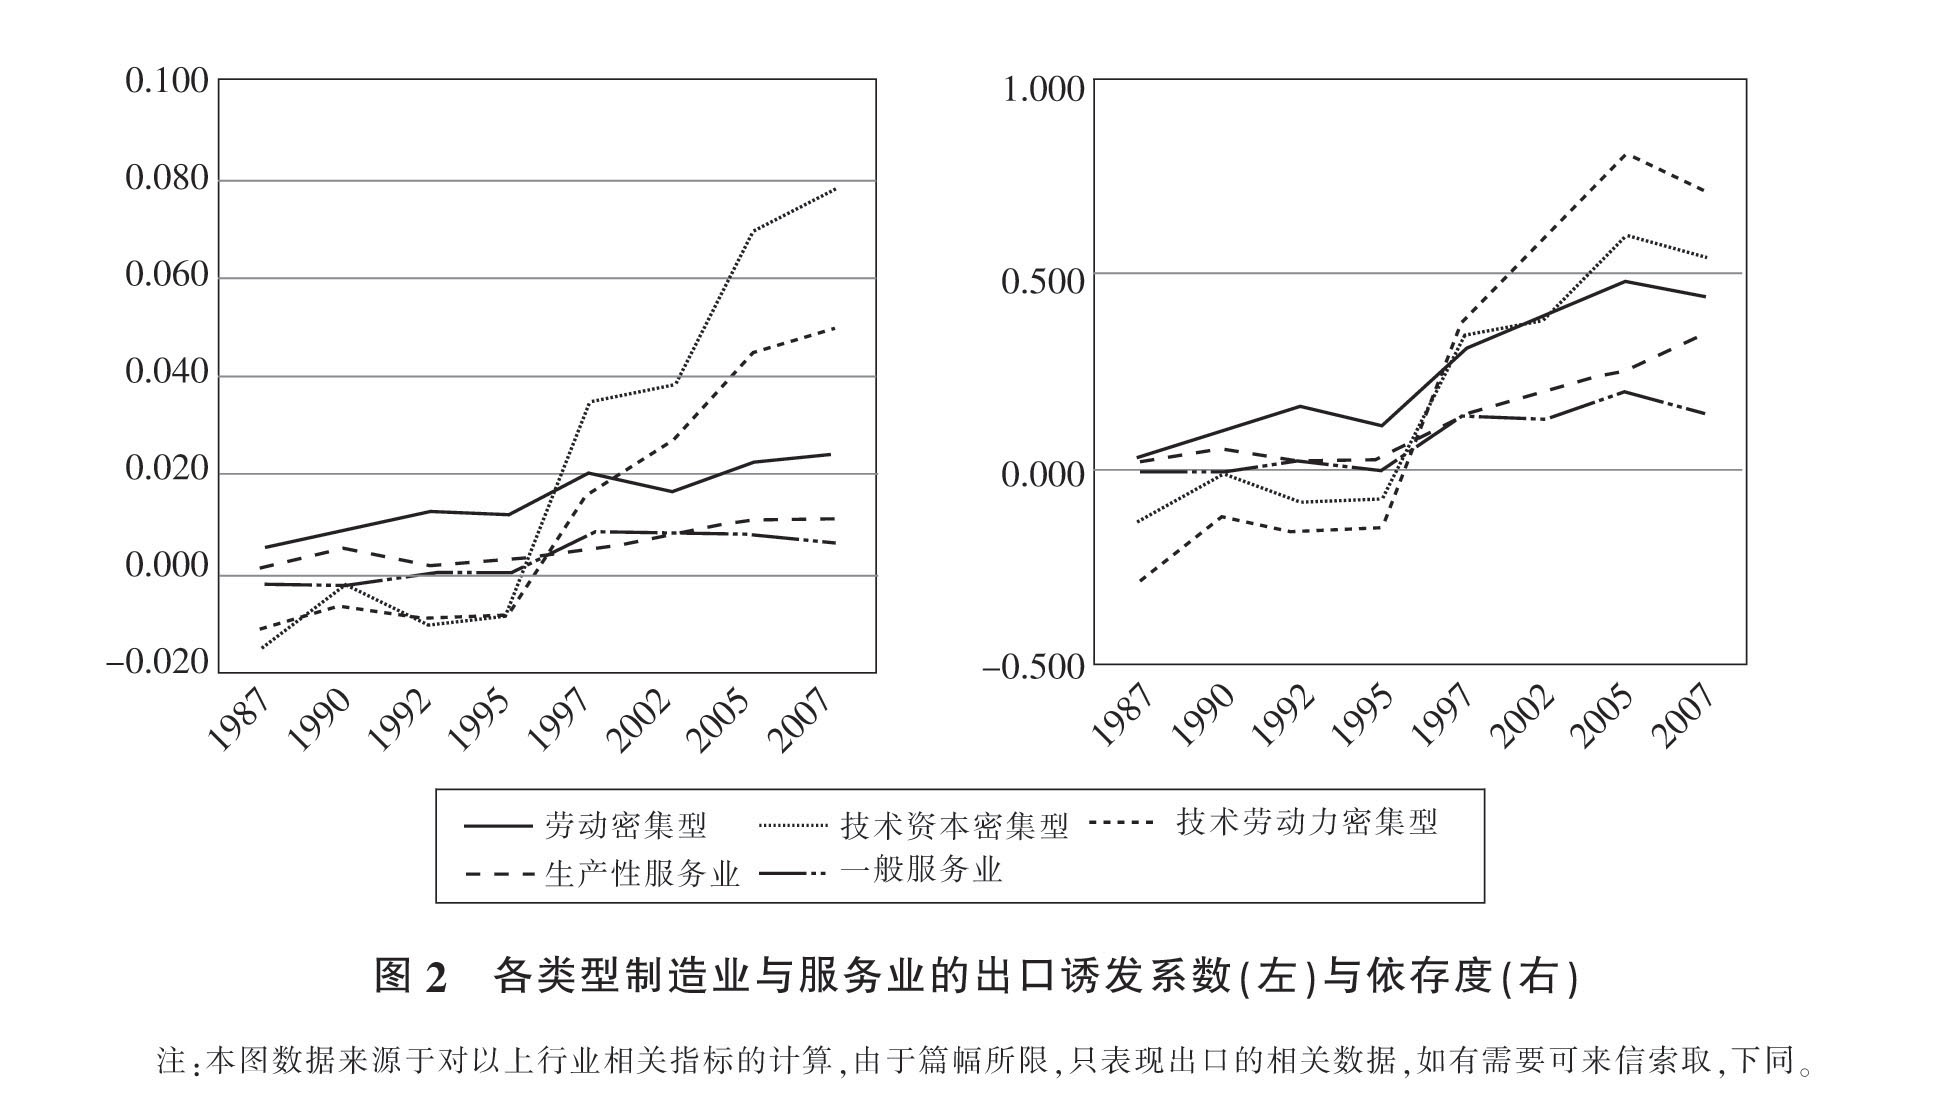 0.100
0.080
0.060
0.040
0.020
0.000
–0.020
1987 1990 1992 1995 1997 2002 2005 2007
1.000
0.500
0.000
–0.500
1987 1990 1992 1995 1997 2002 2005 2007
劳动密集型 技术资本密集型 技术劳动力密集型
生产性服务业 一般服务业
图 2 各类型制造业与服务业的出口诱发系数(左)与依存度(右)
注:本图数据来源于对以上行业相关指标的计算,由于篇幅所限,只表现出口的相关数据,如有需要可来信索取,下同。